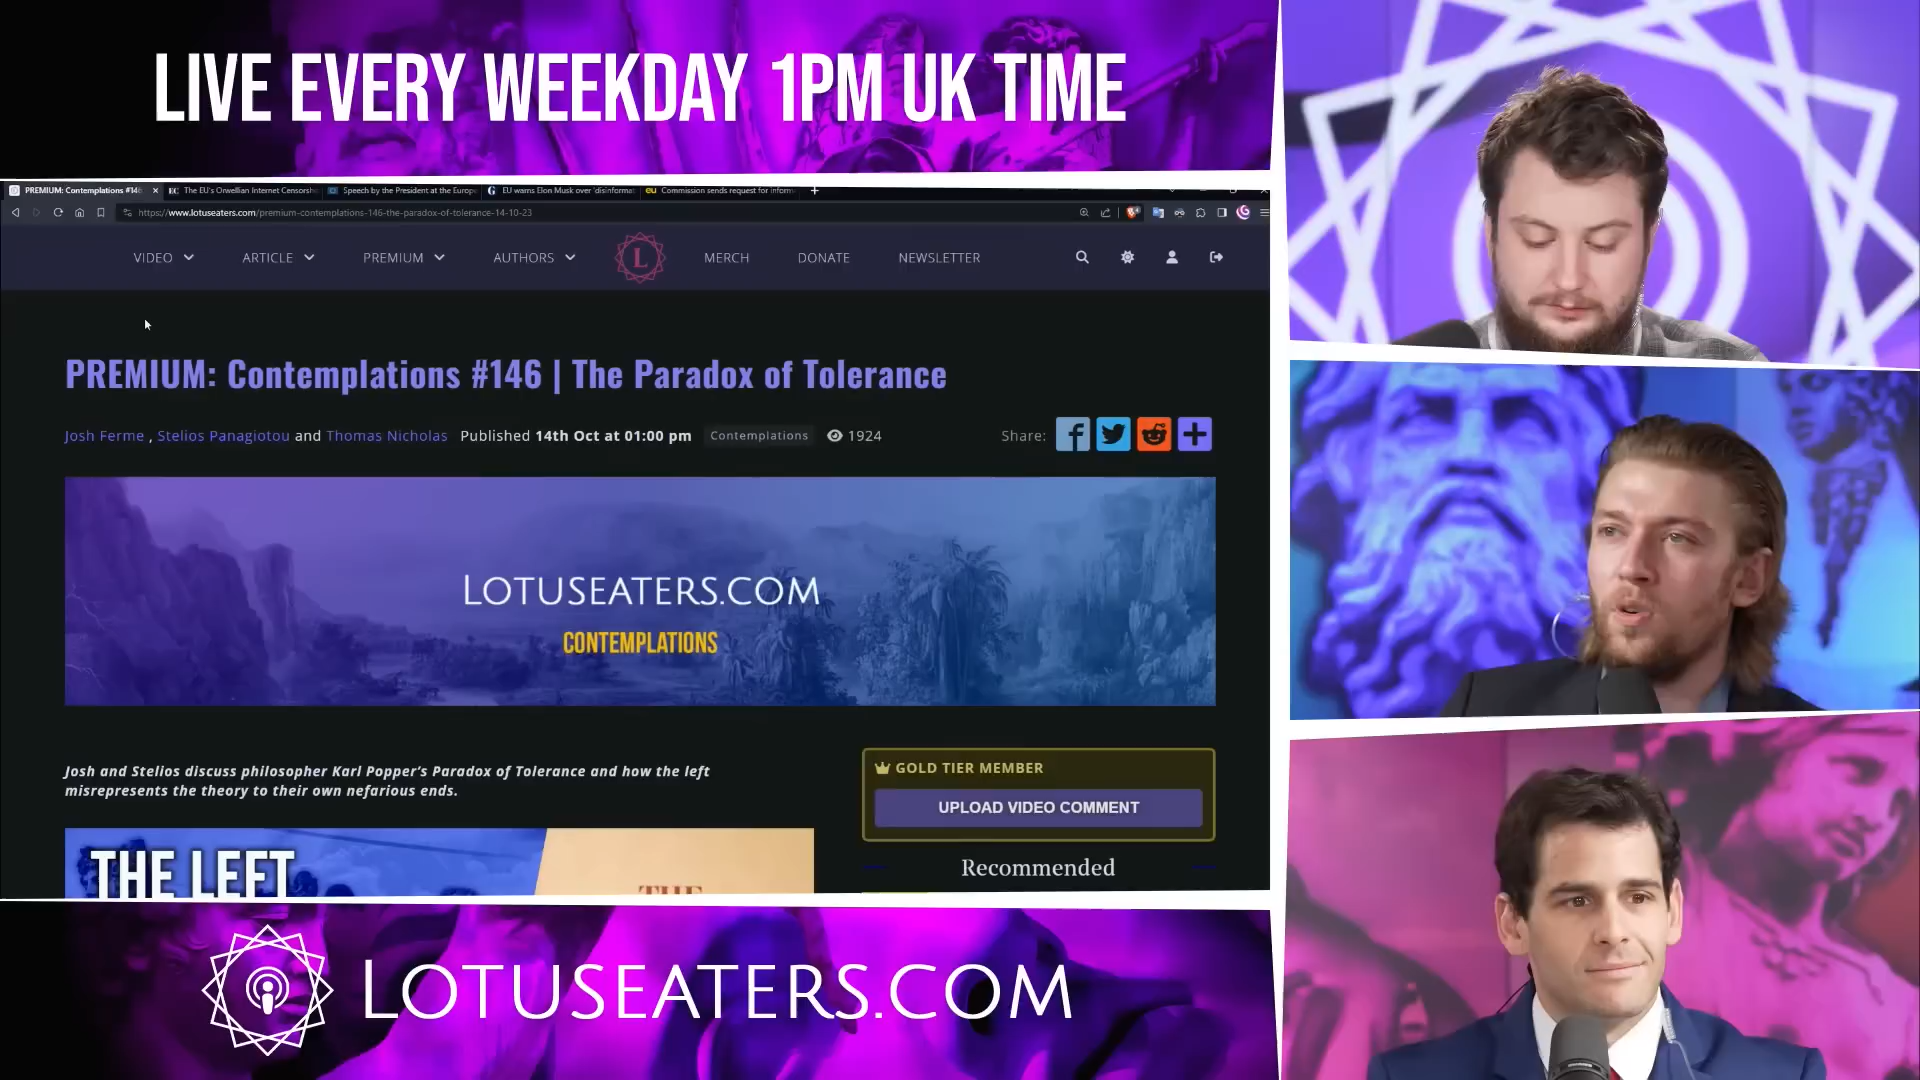 LIVE EVERY WEEKDAY 1PM UK TIME
PREMIUM: Contemplations #146
The EU's Orwellian Internet Censorsh
Speech by the President at the Europe
EU warns Elon Musk over 'disinformat
Commission sends request for inform
https://www.lotuseaters.com/premium-contemplations-146-the-paradox-of-tolerance-14-10-23
VIDEO ARTICLE PREMIUM AUTHORS L MERCH DONATE NEWSLETTER
PREMIUM: Contemplations #146 | The Paradox of Tolerance
Josh Ferme , Stelios Panagiotou and Thomas Nicholas Published 14th Oct at 01:00 pm Contemplations 1924 Share:
LOTUSEATERS.COM
CONTEMPLATIONS
Josh and Stelios discuss philosopher Karl Popper's Paradox of Tolerance and how the left
misrepresents the theory to their own nefarious ends.
GOLD TIER MEMBER
UPLOAD VIDEO COMMENT
Recommended
THE LEFT
THE
LOTUSEATERS.COM